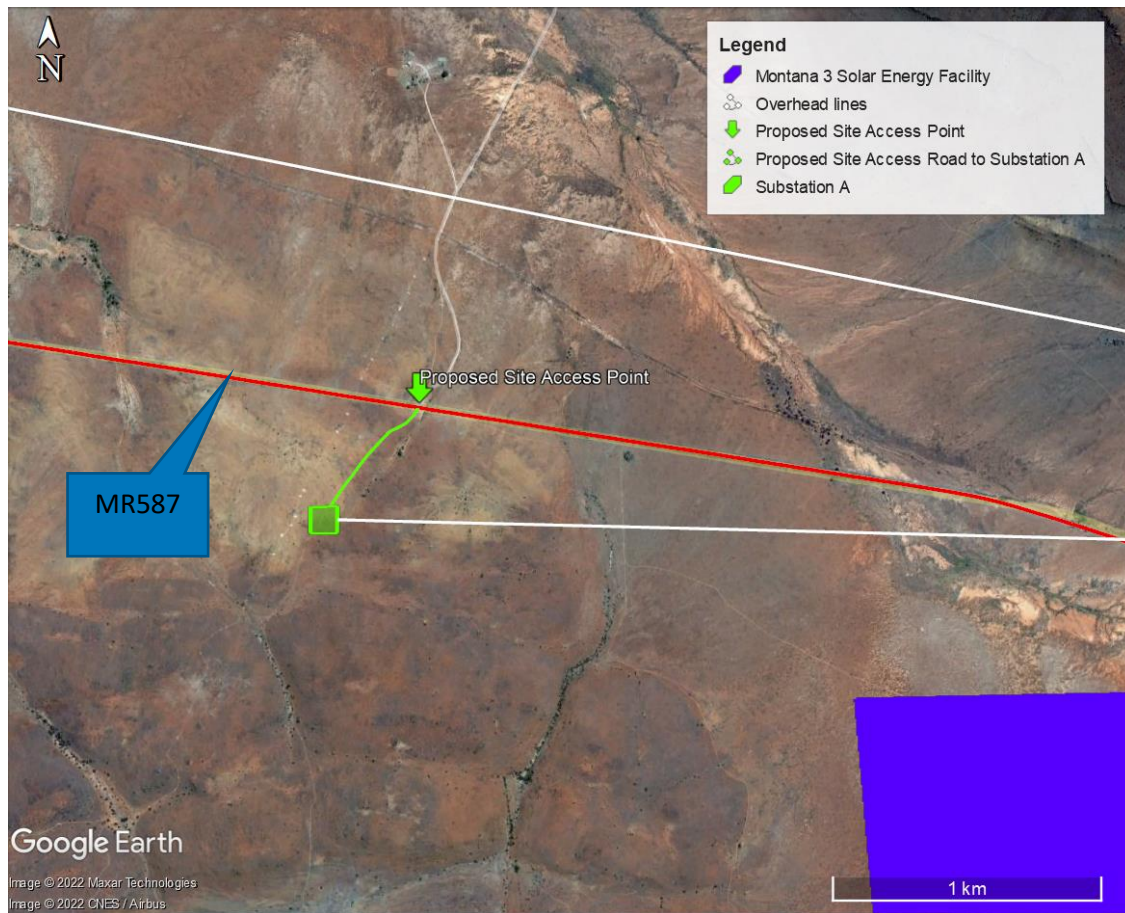 N
Legend
Montana 3 Solar Energy Facility
Overhead lines
Proposed Site Access Point
Proposed Site Access Road to Substation A
Substation A
Proposed Site Access Point
MR587
Google Earth
Image © 2022 Maxar Technologies
Image © 2022 CNES / Airbus
1 km